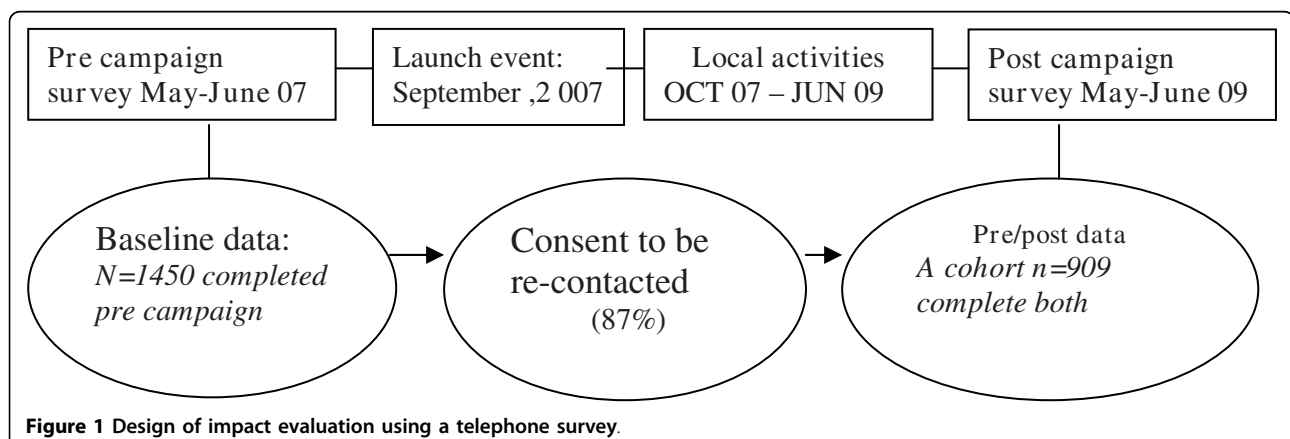 Pre campaign
survey May-June 07
Launch event:
September ,2 007
Local activities
OCT 07 – JUN 09
Post campaign
survey May-June 09
Baseline data:
N=1450 completed
pre campaign
Consent to be
re-contacted
(87%)
Pre/post data
A cohort n=909
complete both
Figure 1 Design of impact evaluation using a telephone survey.